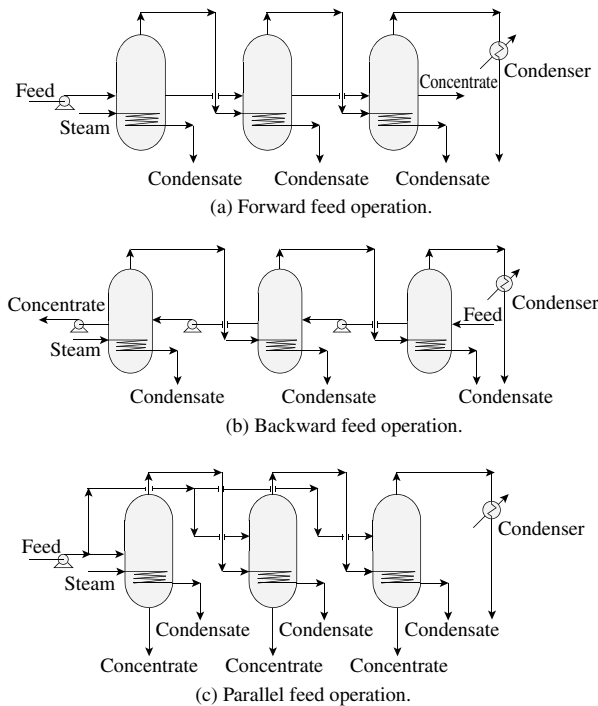 Feed
Concentrate
Condenser
Steam
Condensate
Condensate
Condensate
(a) Forward feed operation.
Concentrate
Feed
Condenser
Steam
Condensate
Condensate
Condensate
(b) Backward feed operation.
Feed
Condenser
Steam
Condensate
Condensate
Condensate
Concentrate
Concentrate
Concentrate
(c) Parallel feed operation.